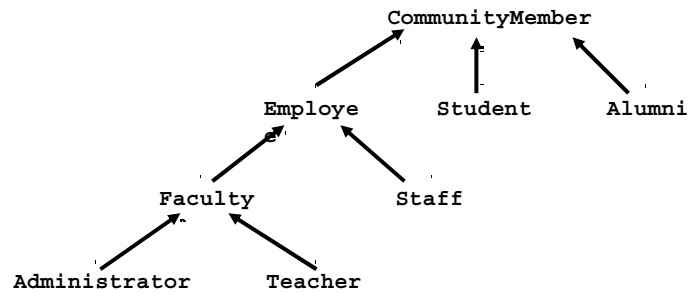 CommunityMember
Employe
e
Student
Alumni
Faculty
Staff
Administrator
Teacher